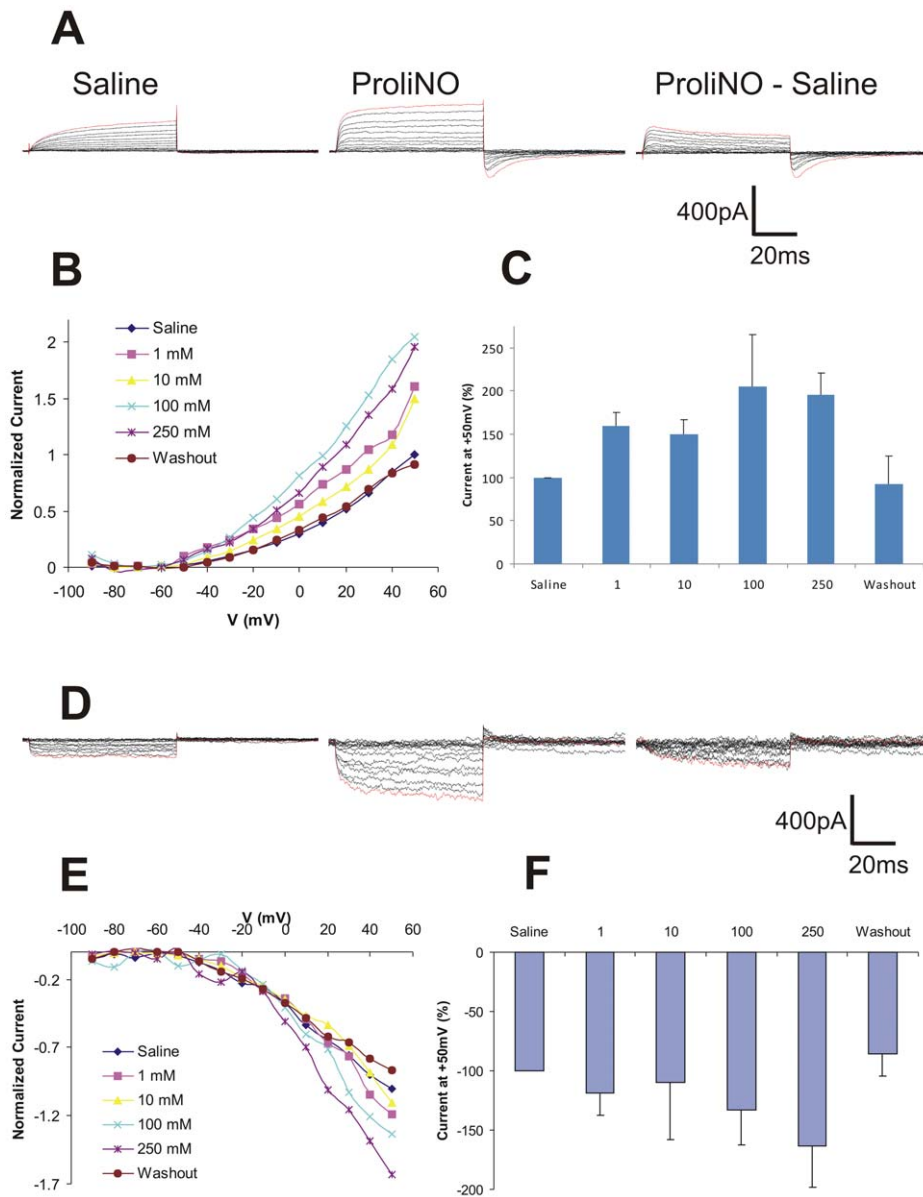 A
Saline
ProliNO
ProliNO - Saline
400pA
20ms
B
Normalized Current
2
1.5
1
0.5
0
-100 -80 -60 -40 -20 0 20 40 60
V (mV)
Saline
1 mM
10 mM
100 mM
250 mM
Washout
C
Current at +50mV (%)
250
200
150
100
50
0
Saline 1 10 100 250 Washout
D
400pA
20ms
E
V (mV)
-100 -80 -60 -40 -20 0 20 40 60
Normalized Current
-0.2
-0.7
-1.2
-1.7
Saline
1 mM
10 mM
100 mM
250 mM
Washout
F
Saline 1 10 100 250 Washout
Current at +50mV (%)
0
-50
-100
-150
-200